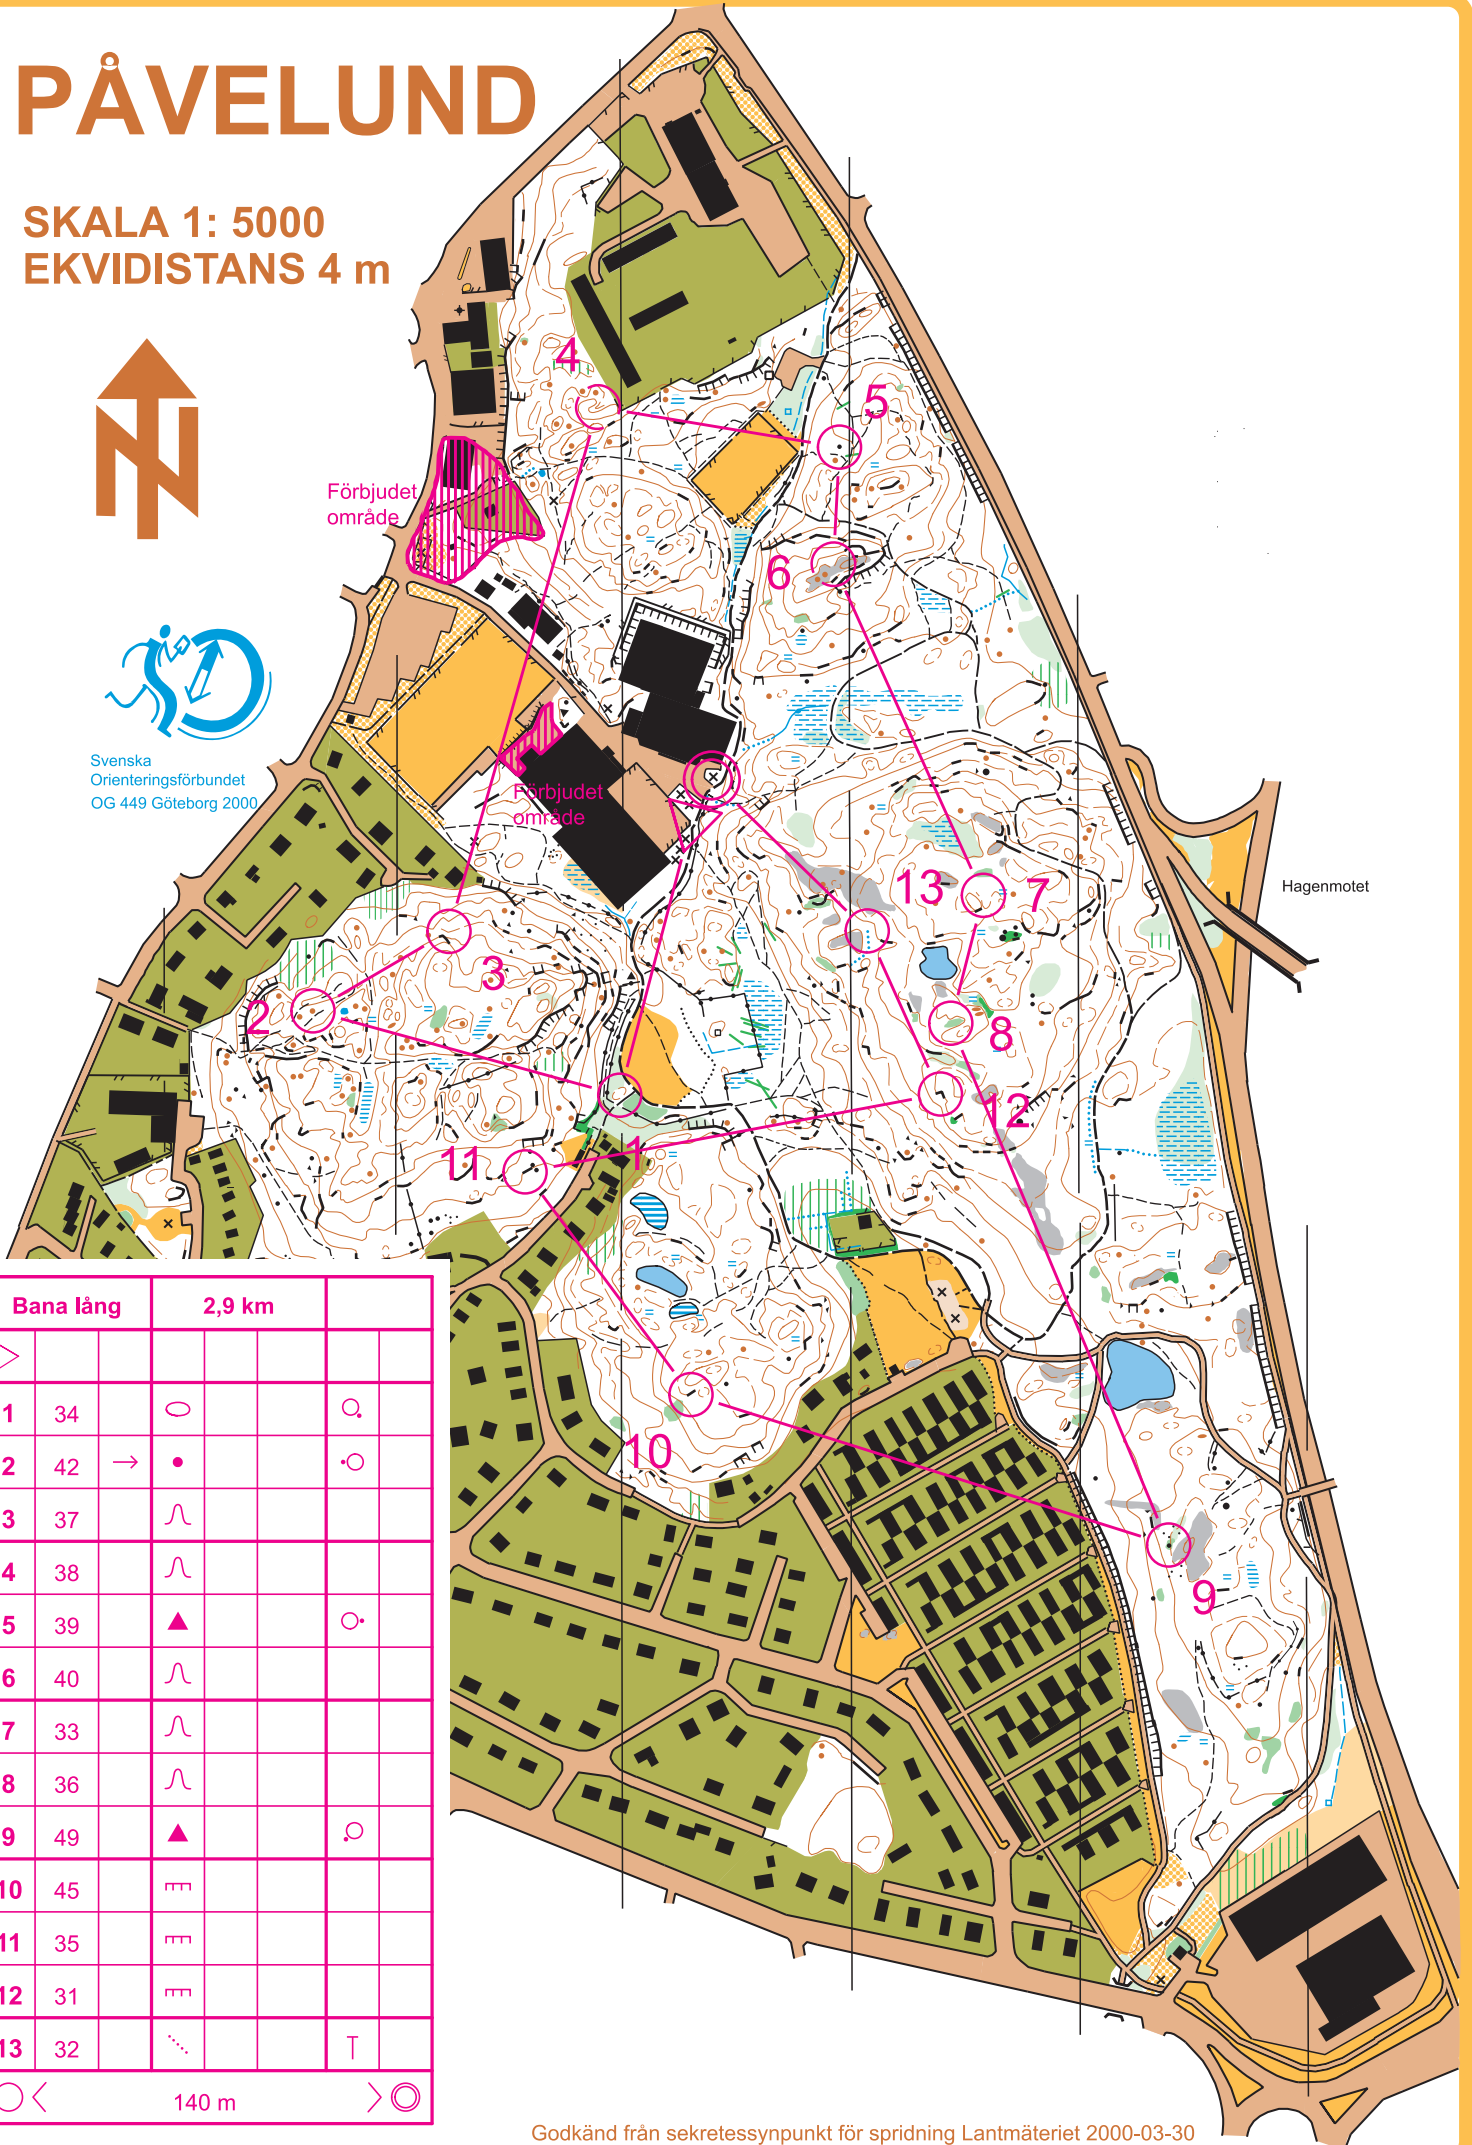 PÅVELUND
SKALA 1: 5000
EKVIDISTANS 4 m
N
Förbjudet
område
Svenska
Orienteringsförbundet
OG 449 Göteborg 2000
Förbjudet
område
Hagenmotet
4
5
6
13
7
3
2
8
12
11
1
10
9
Bana lång 2,9 km
1 34
2 42
3 37
4 38
5 39
6 40
7 33
8 36
9 49
10 45
11 35
12 31
13 32
140 m
Godkänd från sekretessynpunkt för spridning Lantmäteriet 2000-03-30